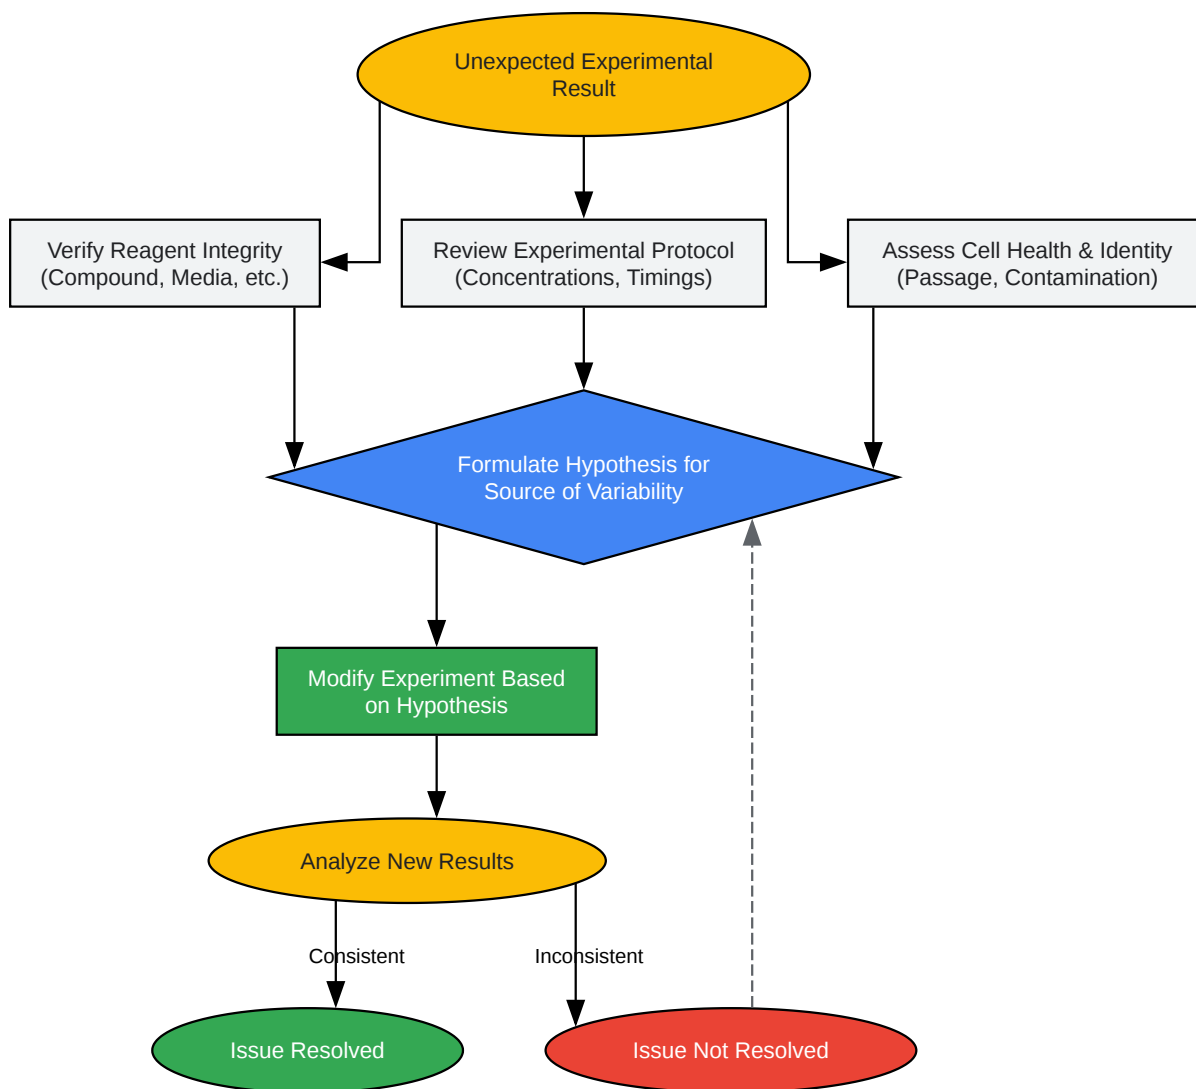 Unexpected Experimental
Result
Verify Reagent Integrity
(Compound, Media, etc.)
Review Experimental Protocol
(Concentrations, Timings)
Assess Cell Health & Identity
(Passage, Contamination)
Formulate Hypothesis for
Source of Variability
Modify Experiment Based
on Hypothesis
Analyze New Results
Consistent
Inconsistent
Issue Resolved
Issue Not Resolved